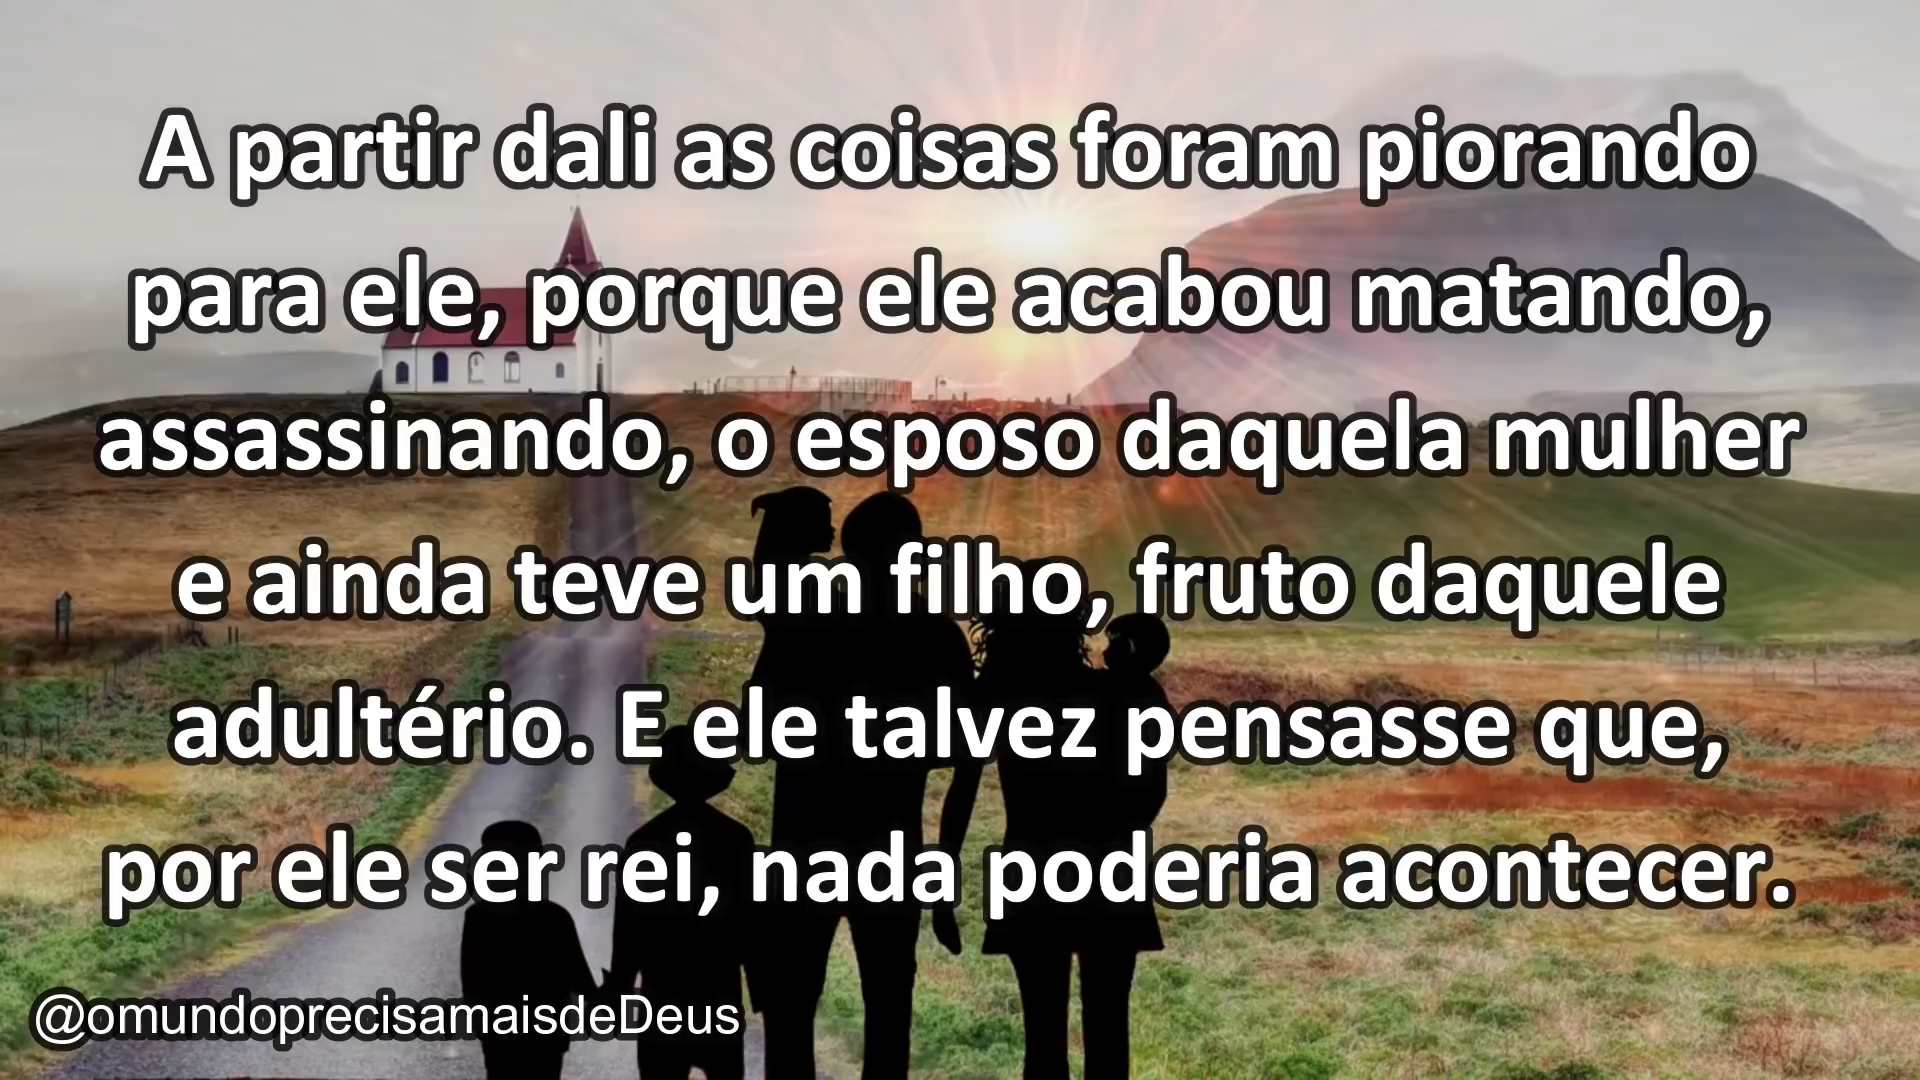 A partir dali as coisas foram piorando
para ele, porque ele acabou matando,
assassinando, o esposo daquela mulher
e ainda teve um filho, fruto daquele
adultério. E ele talvez pensasse que,
por ele ser rei, nada poderia acontecer.
@omundoprecisamaisdeDeus